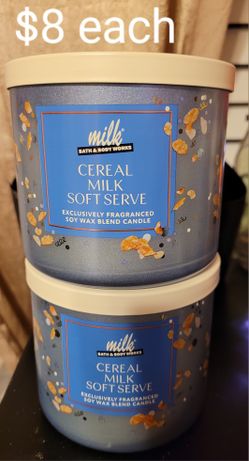 $8 each
milk
BATH & BODY WORKS
CEREAL
MILK
SOFT SERVE
EXCLUSIVELY FRAGRANCED
SOY WAX BLEND CANDLE
milk
BATH & BODY WORKS
CEREAL
MILK
SOFT SERVE
EXCLUSIVELY FRAGRANCED
SOY WAX BLEND CANDLE